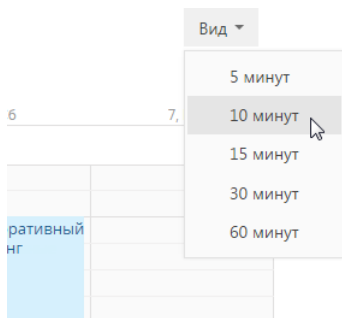 Вид
5 минут
6
7,
10 минут
15 минут
30 минут
ративный
60 минут
нг